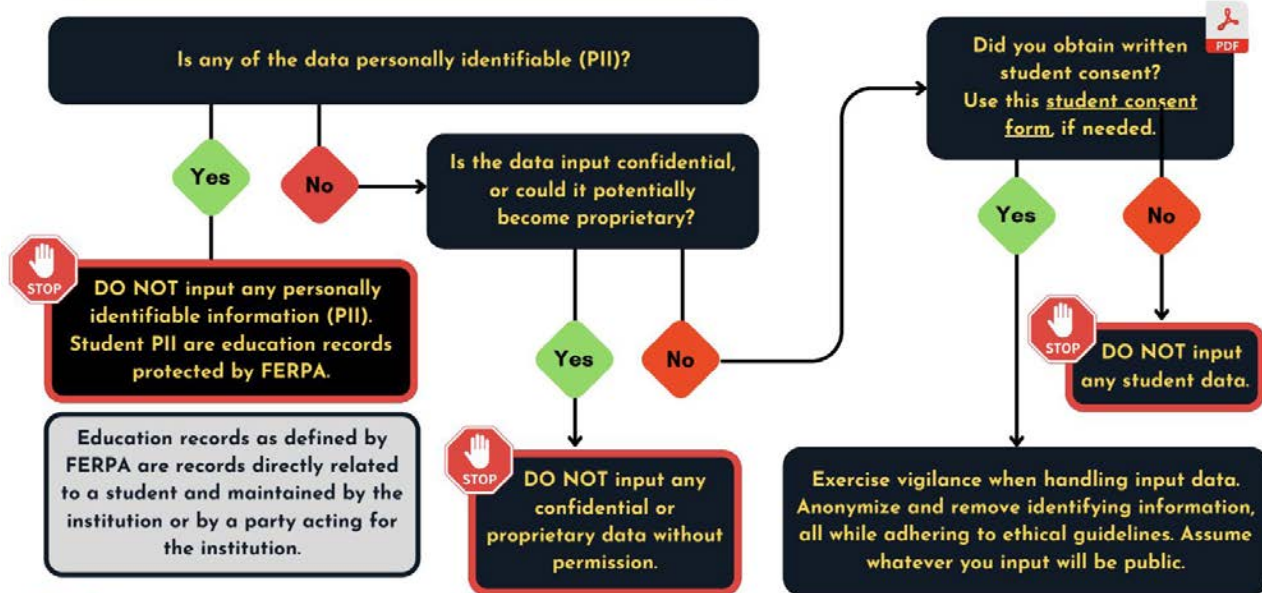 Is any of the data personally identifiable (PII)?
Yes
No
STOP
DO NOT input any personally
identifiable information (PII).
Student PII are education records
protected by FERPA.
Education records as defined by
FERPA are records directly related
to a student and maintained by the
institution or by a party acting for
the institution.
Is the data input confidential,
or could it potentially
become proprietary?
Yes
No
STOP
DO NOT input any
confidential or
proprietary data without
permission.
PDF
Did you obtain written
student consent?
Use this student consent
form, if needed.
Yes
No
STOP
DO NOT input
any student data.
Exercise vigilance when handling input data.
Anonymize and remove identifying information,
all while adhering to ethical guidelines. Assume
whatever you input will be public.